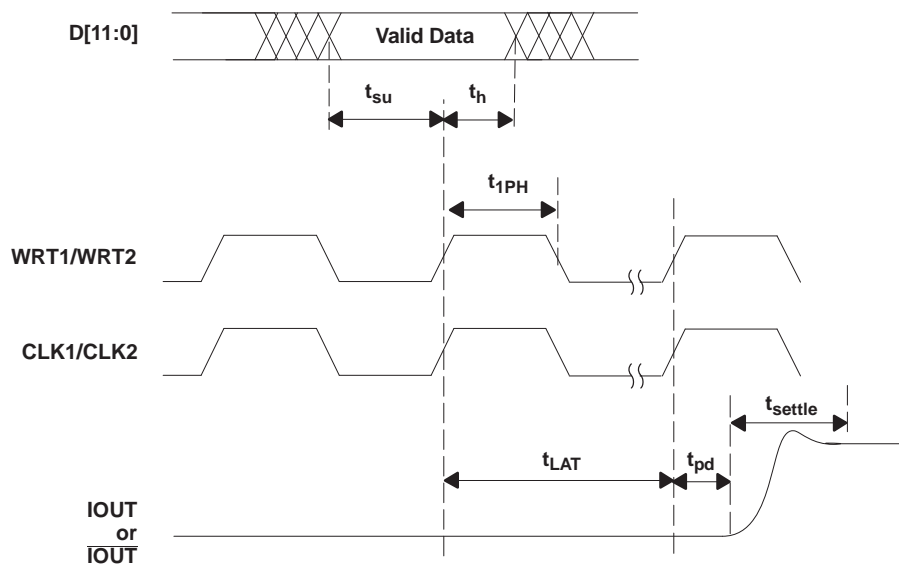 D[11:0]
Valid Data
tsu
th
t1PH
WRT1/WRT2
CLK1/CLK2
tsettle
tLAT
tpd
IOUT
or
IOUT